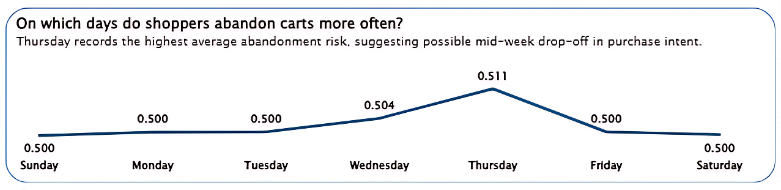 On which days do shoppers abandon carts more often?
Thursday records the highest average abandonment risk, suggesting possible mid-week drop-off in purchase intent.
0.511
0.504
0.500 0.500 0.500
0.500 0.500
Sunday Monday Tuesday Wednesday Thursday Friday Saturday